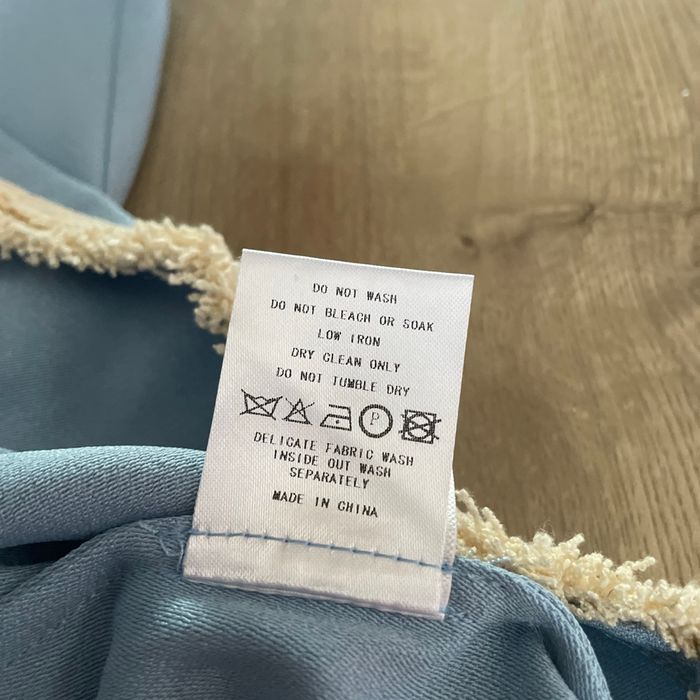 DO NOT WASH
DO NOT BLEACH OR SOAK
LOW IRON
DRY CLEAN ONLY
DO NOT TUMBLE DRY
P
DELICATE FABRIC WASH
INSIDE OUT WASH
SEPARATELY
MADE IN CHINA